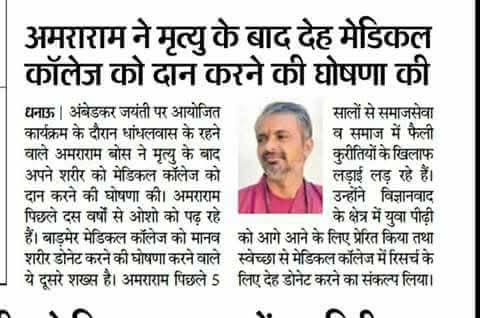 अमराराम ने मृत्यु के बाद देह मेडिकल
कॉलेज को दान करने की घोषणा की
धनाऊ | अंबेडकर जयंती पर आयोजित
कार्यक्रम के दौरान धांधलवास के रहने
वाले अमराराम बोस ने मृत्यु के बाद
अपने शरीर को मेडिकल कॉलेज को
दान करने की घोषणा की। अमराराम
पिछले दस वर्षों से ओशो को पढ़ रहे
हैं। बाड़मेर मेडिकल कॉलेज को मानव
शरीर डोनेट करने की घोषणा करने वाले
ये दूसरे शख्स है। अमराराम पिछले 5
सालों से समाजसेवा
व समाज में फैली
कुरीतियों के खिलाफ
लड़ाई लड़ रहे हैं।
उन्होंने विज्ञानवाद
के क्षेत्र में युवा पीढ़ी
को आगे आने के लिए प्रेरित किया तथा
स्वेच्छा से मेडिकल कॉलेज में रिसर्च के
लिए देह डोनेट करने का संकल्प लिया।